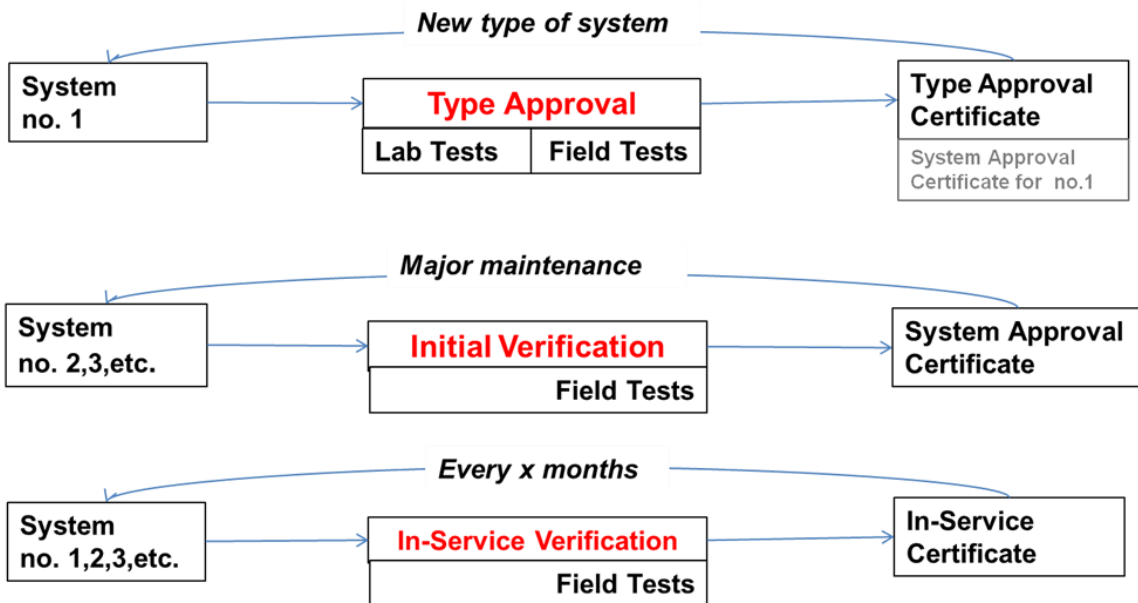 New type of system
System
no. 1
Type Approval
Lab Tests
Field Tests
Type Approval
Certificate
System Approval
Certificate for no.1
Major maintenance
System
no. 2,3,etc.
Initial Verification
Field Tests
System Approval
Certificate
Every x months
System
no. 1,2,3,etc.
In-Service Verification
Field Tests
In-Service
Certificate